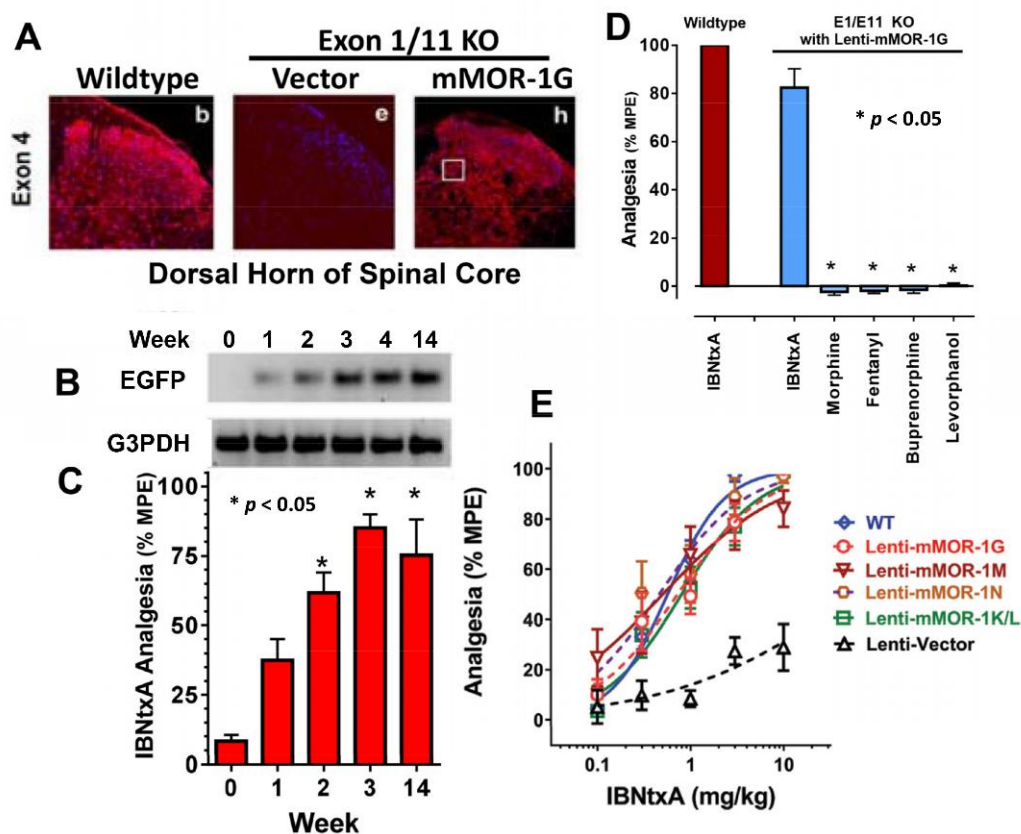 A
Exon 1/11 KO
Wildtype Vector mMOR-1G
Exon 4
b e h
Dorsal Horn of Spinal Core
B
Week 0 1 2 3 4 14
EGFP
G3PDH
C
IBNtxA Analgesia (% MPE)
100
75
50
25
0
* p < 0.05
* * *
0 1 2 3 14
Week
D
Wildtype
E1/E11 KO
with Lenti-mMOR-1G
Analgesia (% MPE)
100
80
60
40
20
0
* p < 0.05
* * * *
IBNtxA
IBNtxA
Morphine
Fentanyl
Buprenorphine
Levorphanol
E
Analgesia (% MPE)
100
80
60
40
20
0
0.1 1 10
IBNtxA (mg/kg)
WT
Lenti-mMOR-1G
Lenti-mMOR-1M
Lenti-mMOR-1N
Lenti-mMOR-1K/L
Lenti-Vector